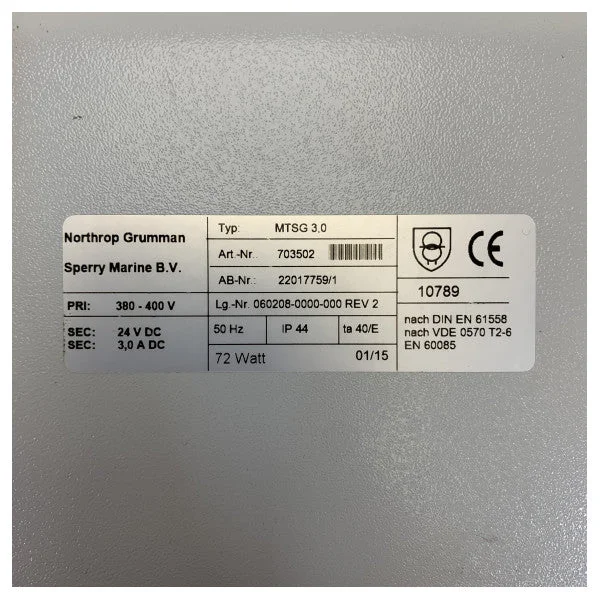 Northrop Grumman
Sperry Marine B.V.
PRI: 380 - 400 V
SEC: 24 V DC
SEC: 3,0 A DC
Typ: MTSG 3,0
Art.-Nr.: 703502
AB-Nr.: 22017759/1
Lg.-Nr. 060208-0000-000 REV 2
50 Hz IP 44 ta 40/E
72 Watt 01/15
CE
10789
nach DIN EN 61558
nach VDE 0570 T2-6
EN 60085